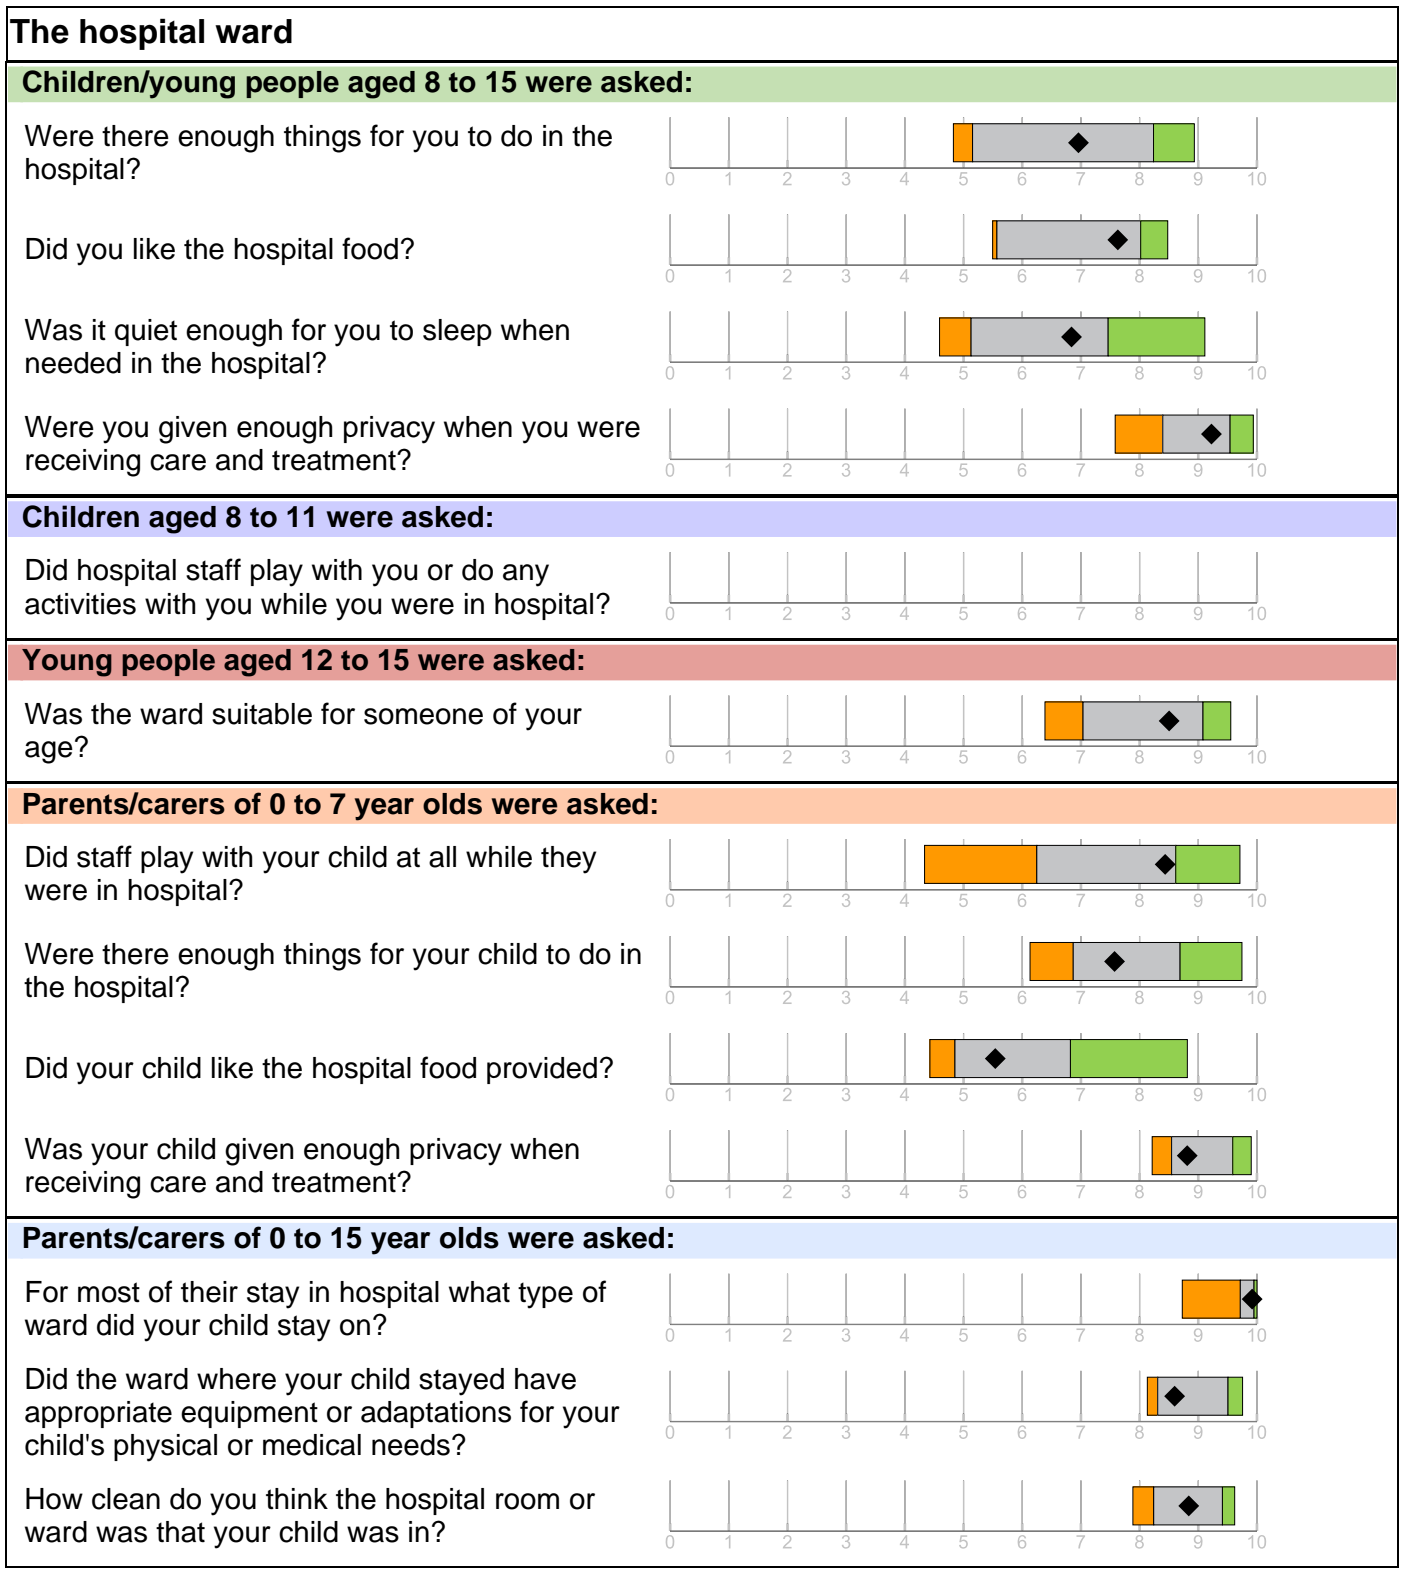 The hospital ward
Children/young people aged 8 to 15 were asked:
Were there enough things for you to do in the
hospital?
0 1 2 3 4 5 6 7 8 9 10
Did you like the hospital food?
0 1 2 3 4 5 6 7 8 9 10
Was it quiet enough for you to sleep when
needed in the hospital?
0 1 2 3 4 5 6 7 8 9 10
Were you given enough privacy when you were
receiving care and treatment?
0 1 2 3 4 5 6 7 8 9 10
Children aged 8 to 11 were asked:
Did hospital staff play with you or do any
activities with you while you were in hospital?
0 1 2 3 4 5 6 7 8 9 10
Young people aged 12 to 15 were asked:
Was the ward suitable for someone of your
age?
0 1 2 3 4 5 6 7 8 9 10
Parents/carers of 0 to 7 year olds were asked:
Did staff play with your child at all while they
were in hospital?
0 1 2 3 4 5 6 7 8 9 10
Were there enough things for your child to do in
the hospital?
0 1 2 3 4 5 6 7 8 9 10
Did your child like the hospital food provided?
0 1 2 3 4 5 6 7 8 9 10
Was your child given enough privacy when
receiving care and treatment?
0 1 2 3 4 5 6 7 8 9 10
Parents/carers of 0 to 15 year olds were asked:
For most of their stay in hospital what type of
ward did your child stay on?
0 1 2 3 4 5 6 7 8 9 10
Did the ward where your child stayed have
appropriate equipment or adaptations for your
child's physical or medical needs?
0 1 2 3 4 5 6 7 8 9 10
How clean do you think the hospital room or
ward was that your child was in?
0 1 2 3 4 5 6 7 8 9 10